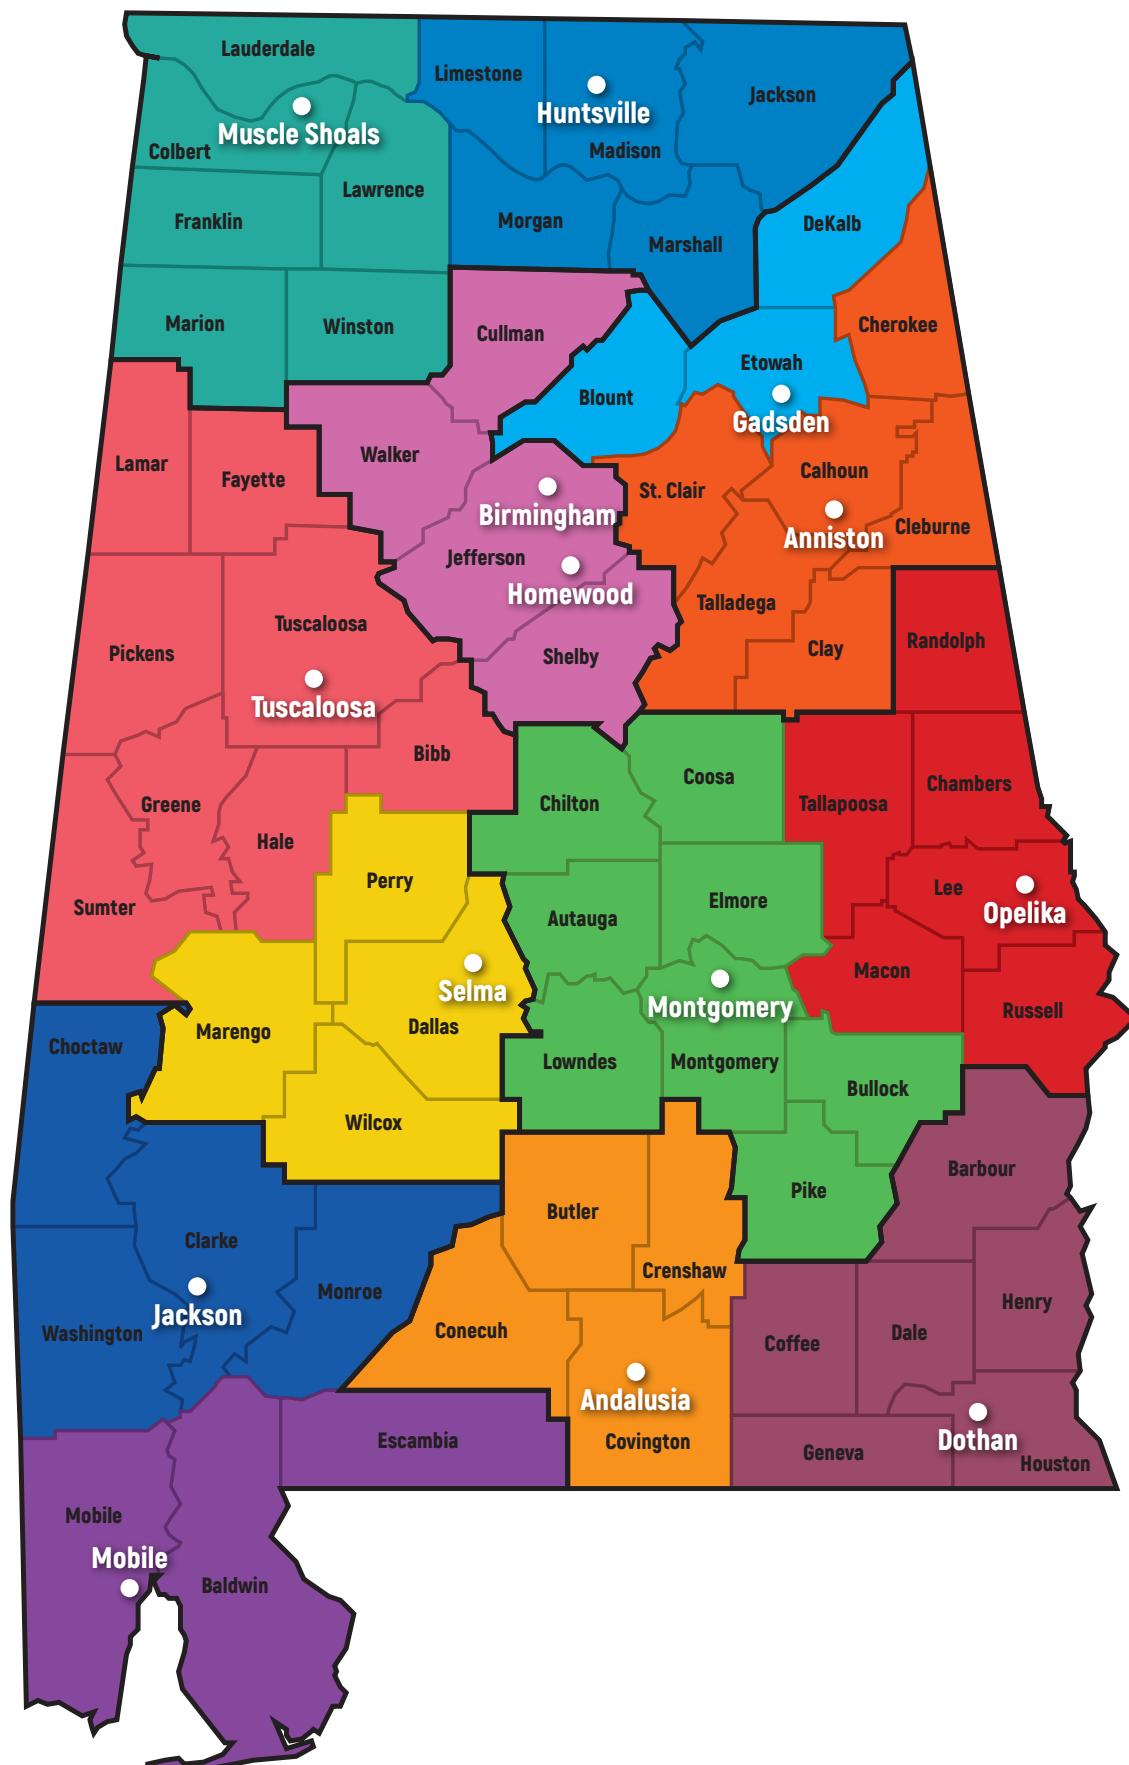 Lauderdale
Limestone
Huntsville
Jackson
Muscle Shoals
Colbert
Madison
Lawrence
Franklin
Morgan
Marshall
DeKalb
Marion
Winston
Cullman
Cherokee
Etowah
Blount
Gadsden
Walker
Lamar
Fayette
St. Clair
Calhoun
Birmingham
Cleburne
Anniston
Jefferson
Homewood
Talladega
Tuscaloosa
Pickens
Shelby
Clay
Randolph
Tuscaloosa
Bibb
Coosa
Chambers
Greene
Chilton
Tallapoosa
Hale
Perry
Lee
Elmore
Sumter
Autauga
Opelika
Macon
Selma
Montgomery
Russell
Dallas
Marengo
Choctaw
Lowndes
Montgomery
Bullock
Wilcox
Barbour
Pike
Butler
Clarke
Crenshaw
Monroe
Henry
Jackson
Washington
Conecuh
Dale
Coffee
Andalusia
Escambia
Covington
Dothan
Geneva
Houston
Mobile
Mobile
Baldwin